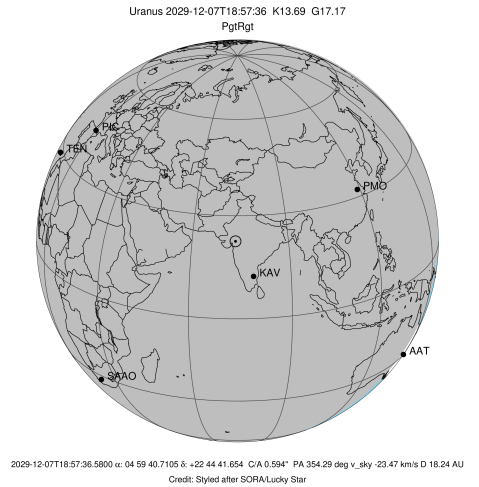 Uranus 2029-12-07T18:57:36 K13.69 G17.17
PgtRgt
PIC
TEN
PMO
KAV
AAT
SAAO
2029-12-07T18:57:36.5800 α: 04 59 40.7105 δ: +22 44 41.654 C/A 0.594" PA 354.29 deg v_sky -23.47 km/s D 18.24 AU
Credit: Styled after SORA/Lucky Star